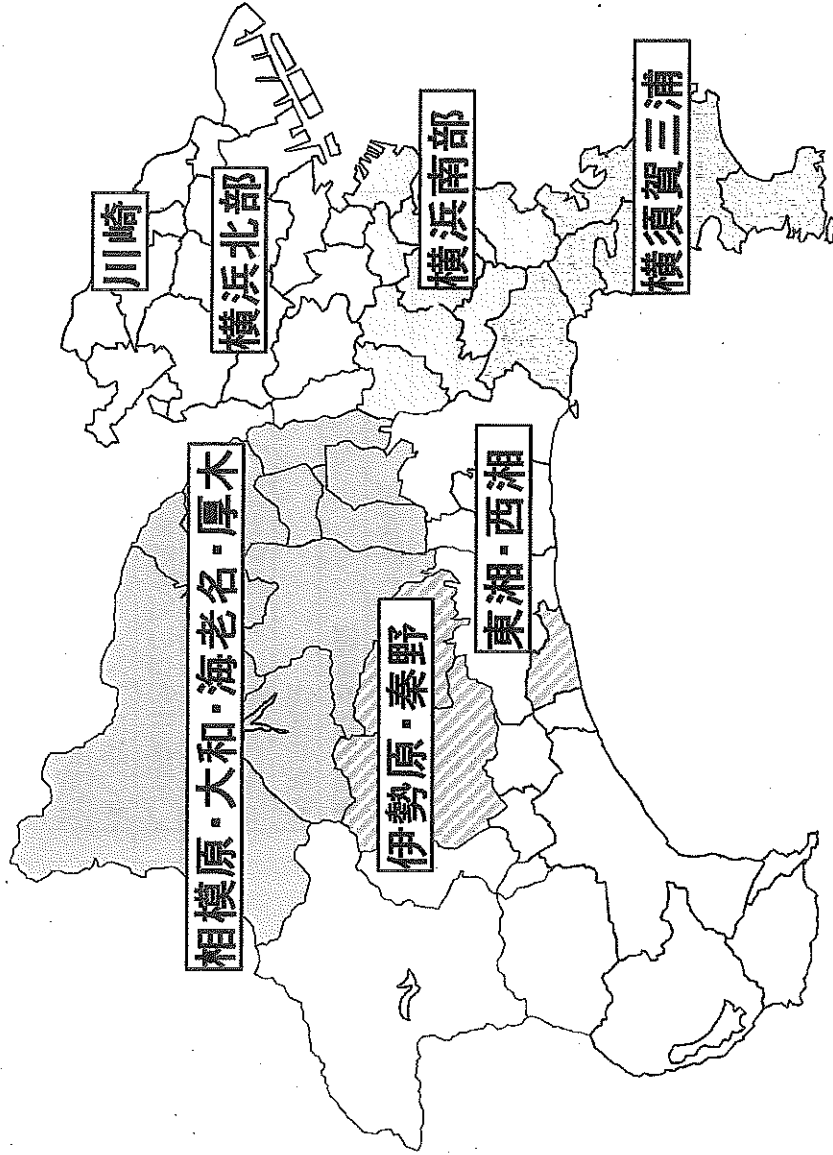 川崎
横浜北部
横浜南部
横須賀三浦
相模原・大和・海老名・厚木
伊勢原・秦野
東湘・西湘